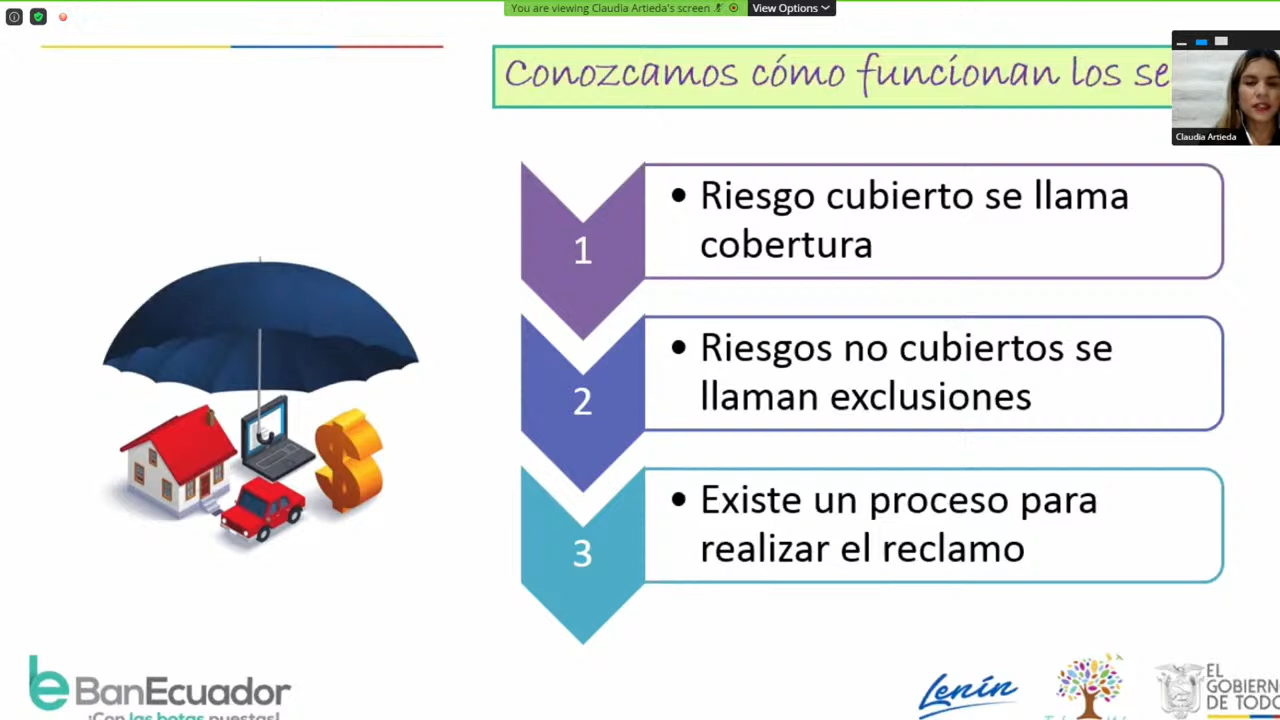 You are viewing Claudia Artieda's screen
View Options
Conozcamos cómo funcionan los se
Claudia Artieda
1
• Riesgo cubierto se llama
cobertura
2
• Riesgos no cubiertos se
llaman exclusiones
3
• Existe un proceso para
realizar el reclamo
BanEcuador
¡Con las botas puestas!
Lenín
EL
GOBIERN
DE TODO